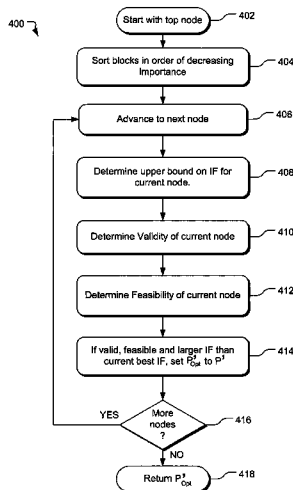 400
Start with top node
402
Sort blocks in order of decreasing
Importance
404
Advance to next node
406
Determine upper bound on IF for
current node.
408
Determine Validity of current node
410
Determine Feasibility of current node
412
If valid, feasible and larger IF than
current best IF, set P'Opt to P'
414
YES
More
nodes
?
416
NO
Return P'Opt
418